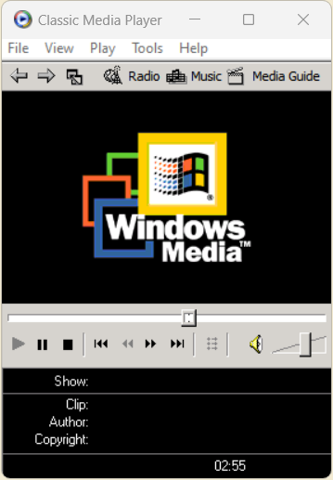 Classic Media Player
File View Play Tools Help
Radio Music Media Guide
Windows
Media™
Show:
Clip:
Author:
Copyright:
02:55